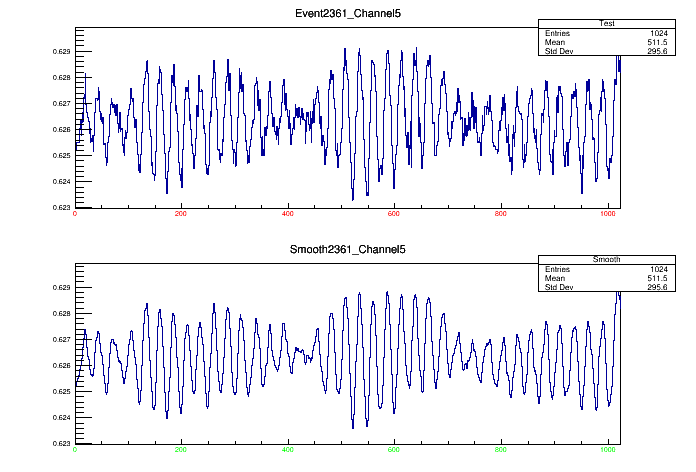 Event2361_Channel5
Test
Entries 1024
Mean 511.5
Std Dev 295.6
0.629
0.628
0.627
0.626
0.625
0.624
0.623
0 200 400 600 800 1000
Smooth2361_Channel5
Smooth
Entries 1024
Mean 511.5
Std Dev 295.6
0.629
0.628
0.627
0.626
0.625
0.624
0.623
0 200 400 600 800 1000